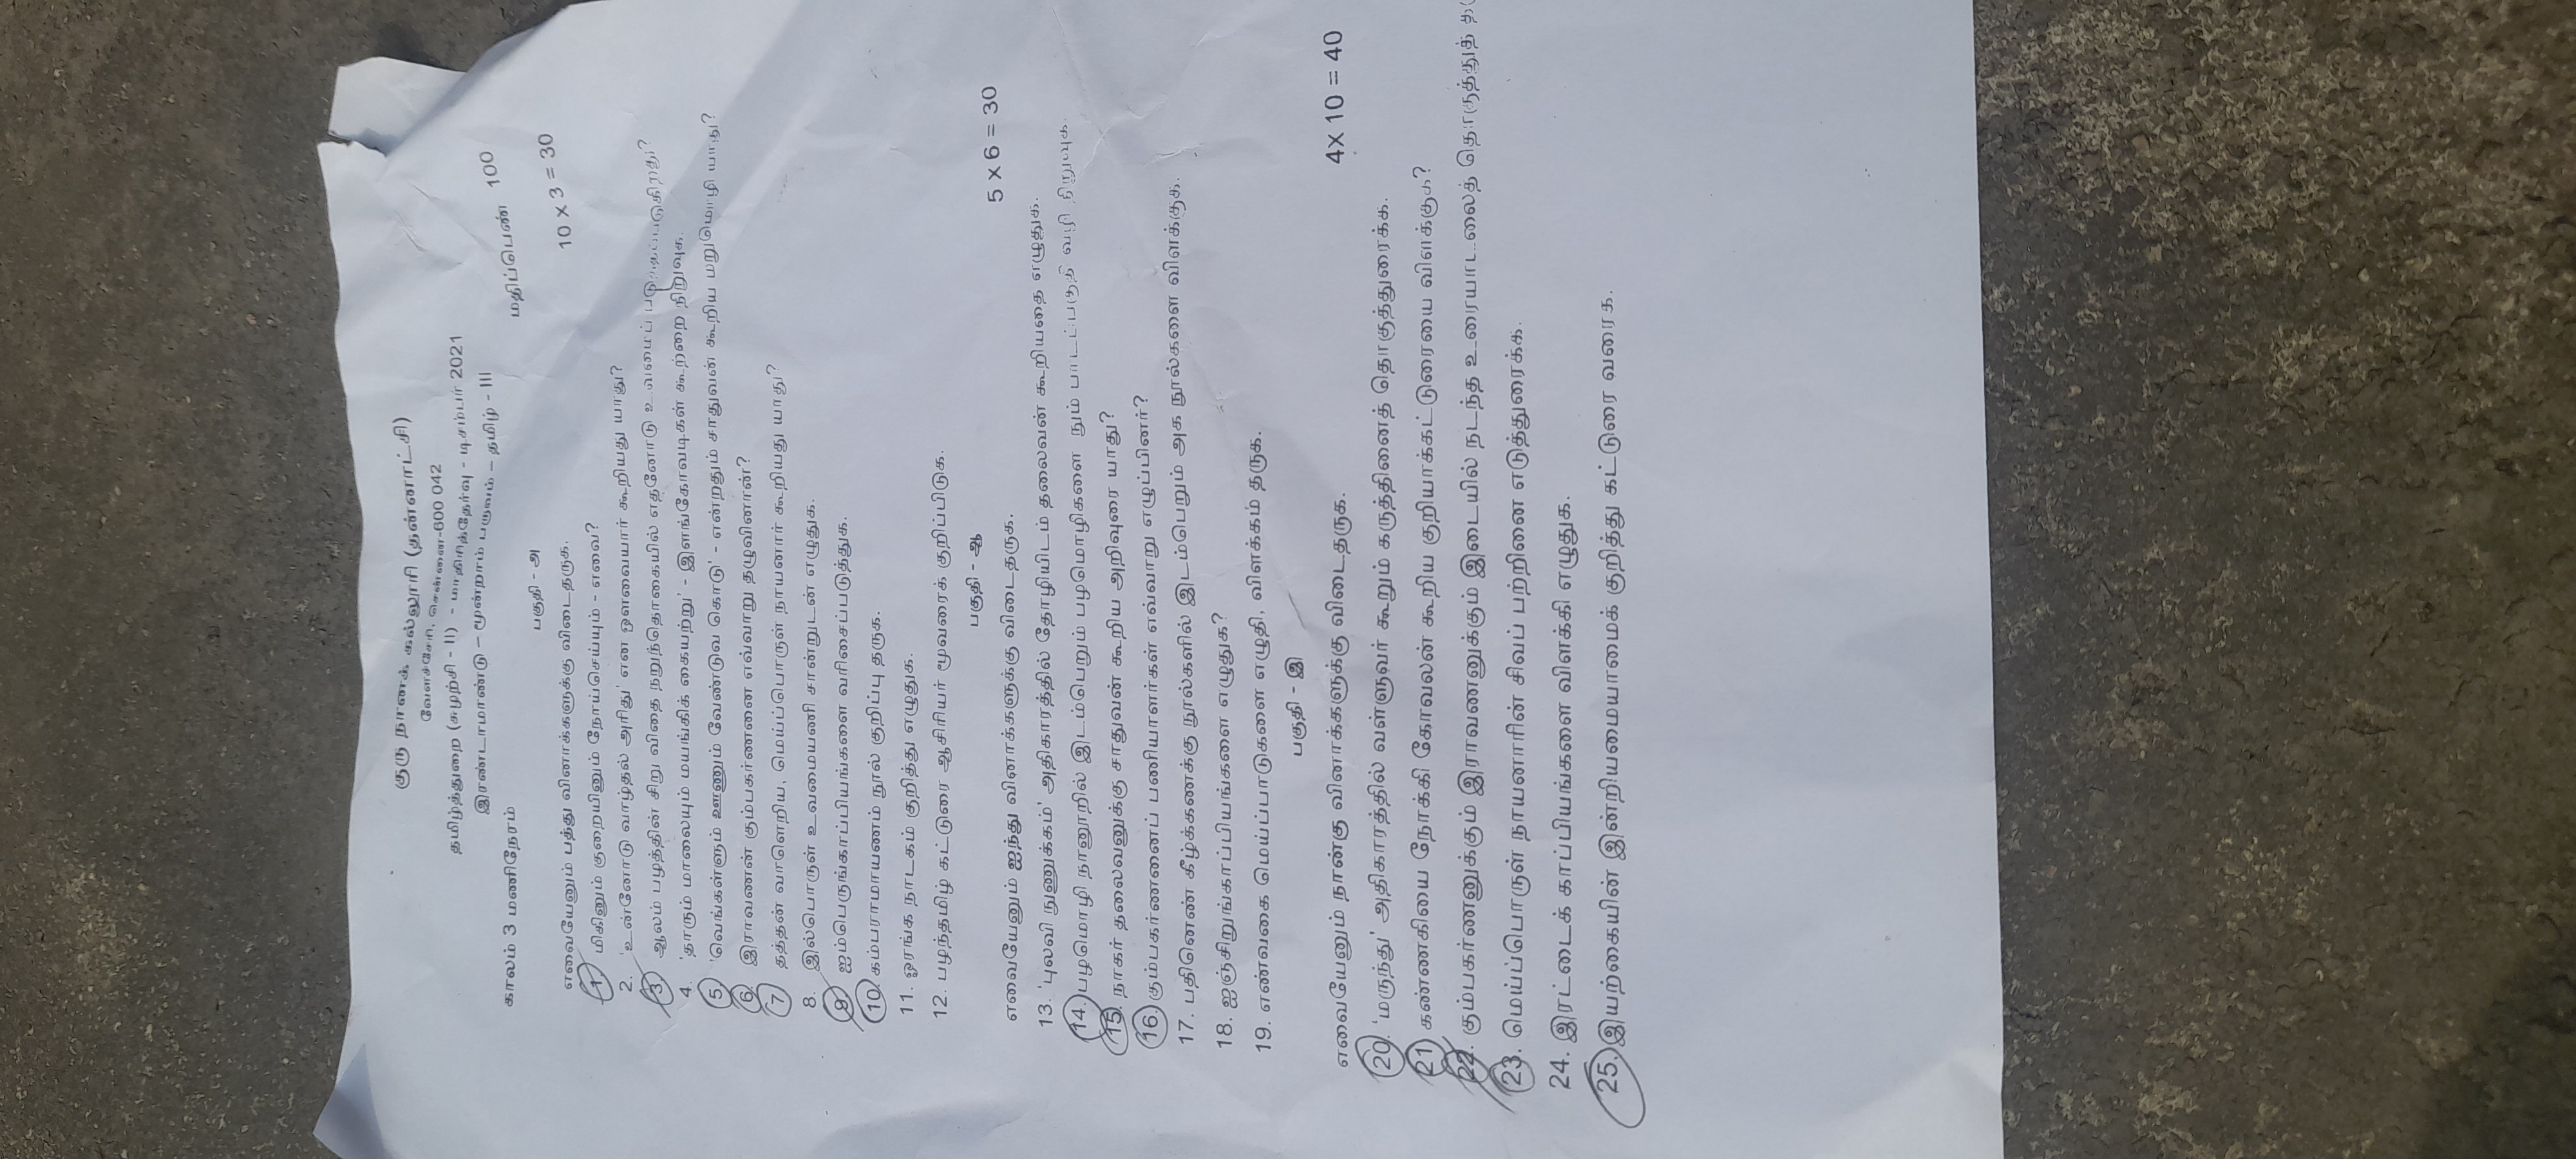 குரு நானக் கல்லூரி (தன்னாட்சி)
வேளச்சேரி, சென்னை-600 042
தமிழ்த்துறை (சுழற்சி - II) - மாதிரித்தேர்வு - டிசம்பர் 2021
இரண்டாமாண்டு – மூன்றாம் பருவம் – தமிழ் - III
காலம் 3 மணிநேரம் மதிப்பெண் 100
பகுதி - அ
எவையேனும் பத்து வினாக்களுக்கு விடைதருக. 10 x 3 = 30
1. மிகினும் குறையினும் நோய்செய்யும் - எவை?
2. 'உன்னோடு வாழ்தல் அரிது' என ஔவையார் கூறியது யாது?
3. ஆலம் பழத்தின் சிறு விதை நறுந்தொகையில் எதனோடு உவமைப்
4. 'தாரும் மாலையும் மயங்கிக் கையற்று' - இளங்கோவடிகள் கூற்றை நிறுவுக.
5. 'வெங்கள்ளும் ஊணும் வேண்டுவ கொடு' - என்றதும் சாதுவன் கூறிய மறுமொழி யாது?
6. இராவணன் கும்பகர்ணனை எவ்வாறு தழுவினான்?
7. தத்தன் வாளெறிய, மெய்ப்பொருள் நாயனார் கூறியது யாது?
8. இல்பொருள் உவமையணி சான்றுடன் எழுதுக.
9. ஐம்பெருங்காப்பியங்களை வரிசைப்படுத்துக.
10. கம்பராமாயணம் நூல் குறிப்பு தருக.
11. ஓரங்க நாடகம் குறித்து எழுதுக.
12. பழந்தமிழ் கட்டுரை ஆசிரியர் மூவரைக் குறிப்பிடுக.
பகுதி - ஆ
எவையேனும் ஐந்து வினாக்களுக்கு விடைதருக. 5 x 6 = 30
13. 'புலவி நுணுக்கம்' அதிகாரத்தில் தோழியிடம் தலைவன் கூறியதை எழுதுக.
14. பழமொழி நானூறில் இடம்பெறும் பழமொழிகளை நும் பாடப்பகுதி வழி நிறுவுக.
15. நாகர் தலைவனுக்கு சாதுவன் கூறிய அறிவுரை யாது?
16. கும்பகர்ணனைப் பணியாளர்கள் எவ்வாறு எழுப்பினர்?
17. பதினெண் கீழ்க்கணக்கு நூல்களில் இடம்பெறும் அக நூல்களை விளக்குக.
18. ஐஞ்சிறுங்காப்பியங்களை எழுதுக?
19. எண்வகை மெய்ப்பாடுகளை எழுதி, விளக்கம் தருக.
பகுதி - இ
எவையேனும் நான்கு வினாக்களுக்கு விடைதருக. 4x 10 = 40
20. 'மருந்து' அதிகாரத்தில் வள்ளுவர் கூறும் கருத்தினைத் தொகுத்துரைக்க.
21. கண்ணகியை நோக்கி கோவலன் கூறிய குறியாக்கட்டுரையை விளக்குக?
22. கும்பகர்ணனுக்கும் இராவணனுக்கும் இடையில் நடந்த உரையாடலைத் தொகுத்துத்
23. மெய்ப்பொருள் நாயனாரின் சிவப் பற்றினை எடுத்துரைக்க.
24. இரட்டைக் காப்பியங்களை விளக்கி எழுதுக.
25. இயற்கையின் இன்றியமையாமைக் குறித்து கட்டுரை வரைக.